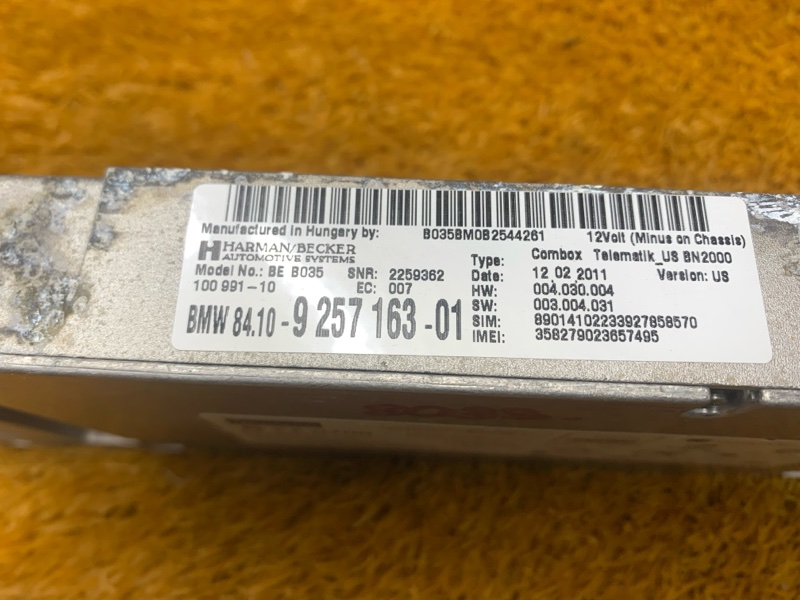 Manufactured in Hungary by: B035BM0B2544261 12Volt (Minus on Chassis)
HARMAN/BECKER
AUTOMOTIVE SYSTEMS
Type: Combox Telematik_US BN2000
Model No.: BE B035 SNR: 2259362 Date: 12 02 2011 Version: US
100 991-10 EC: 007 HW: 004.030.004
SW: 003.004.031
BMW 84.10 - 9 257 163 - 01 SIM: 89014102233927858570
IMEI: 358279023657495